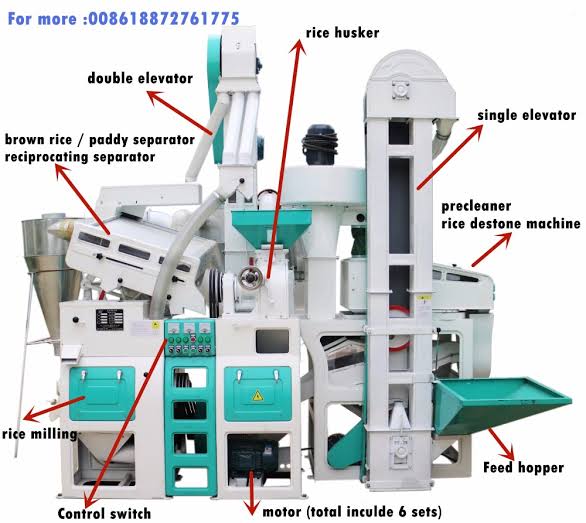 For more :008618872761775
rice husker
double elevator
single elevator
brown rice / paddy separator
reciprocating separator
precleaner
rice destone machine
rice milling
Feed hopper
Control switch
motor (total inculde 6 sets)